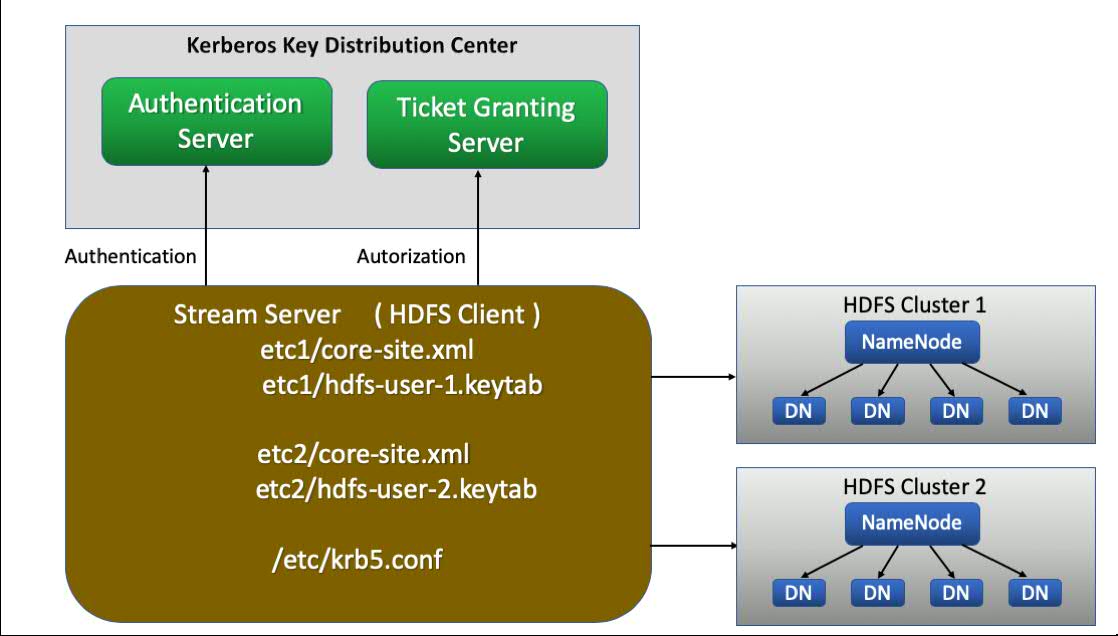 Kerberos Key Distribution Center
Authentication
Server
Ticket Granting
Server
Authentication
Autorization
Stream Server ( HDFS Client )
etc1/core-site.xml
etc1/hdfs-user-1.keytab
etc2/core-site.xml
etc2/hdfs-user-2.keytab
/etc/krb5.conf
HDFS Cluster 1
NameNode
DN DN DN DN
HDFS Cluster 2
NameNode
DN DN DN DN